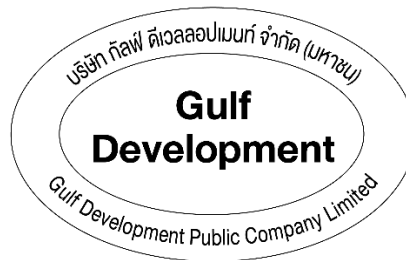 บริษัท กัลฟ์ ดีเวลลอปเมนท์ จำกัด (มหาชน)
Gulf
Development
Gulf Development Public Company Limited